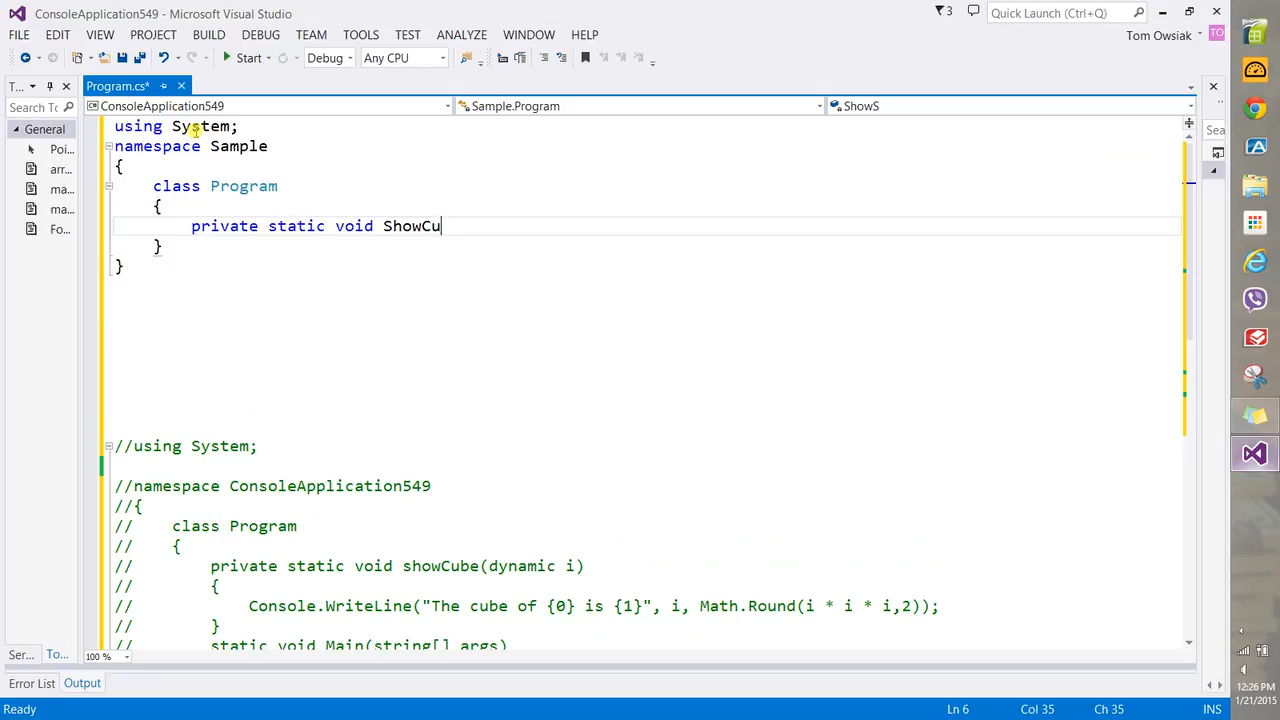 ConsoleApplication549 - Microsoft Visual Studio
3
Quick Launch (Ctrl+Q)
FILE EDIT VIEW PROJECT BUILD DEBUG TEAM TOOLS TEST ANALYZE WINDOW HELP
Tom Owsiak
TO
Start
Debug
Any CPU
T...
Program.cs*
Search To
ConsoleApplication549
Sample.Program
ShowS
General
Poi...
arr...
ma...
ma...
Fo...
Sea
using System;
namespace Sample
{
class Program
{
private static void ShowCu
}
}
//using System;
//namespace ConsoleApplication549
//{
// class Program
// {
// private static void showCube(dynamic i)
// {
// Console.WriteLine("The cube of {0} is {1}", i, Math.Round(i * i * i,2));
// }
// static void Main(string[] args)
Ser...
To...
100 %
Error List
Output
Ready
Ln 6
Col 35
Ch 35
INS
12:26 PM
1/21/2015